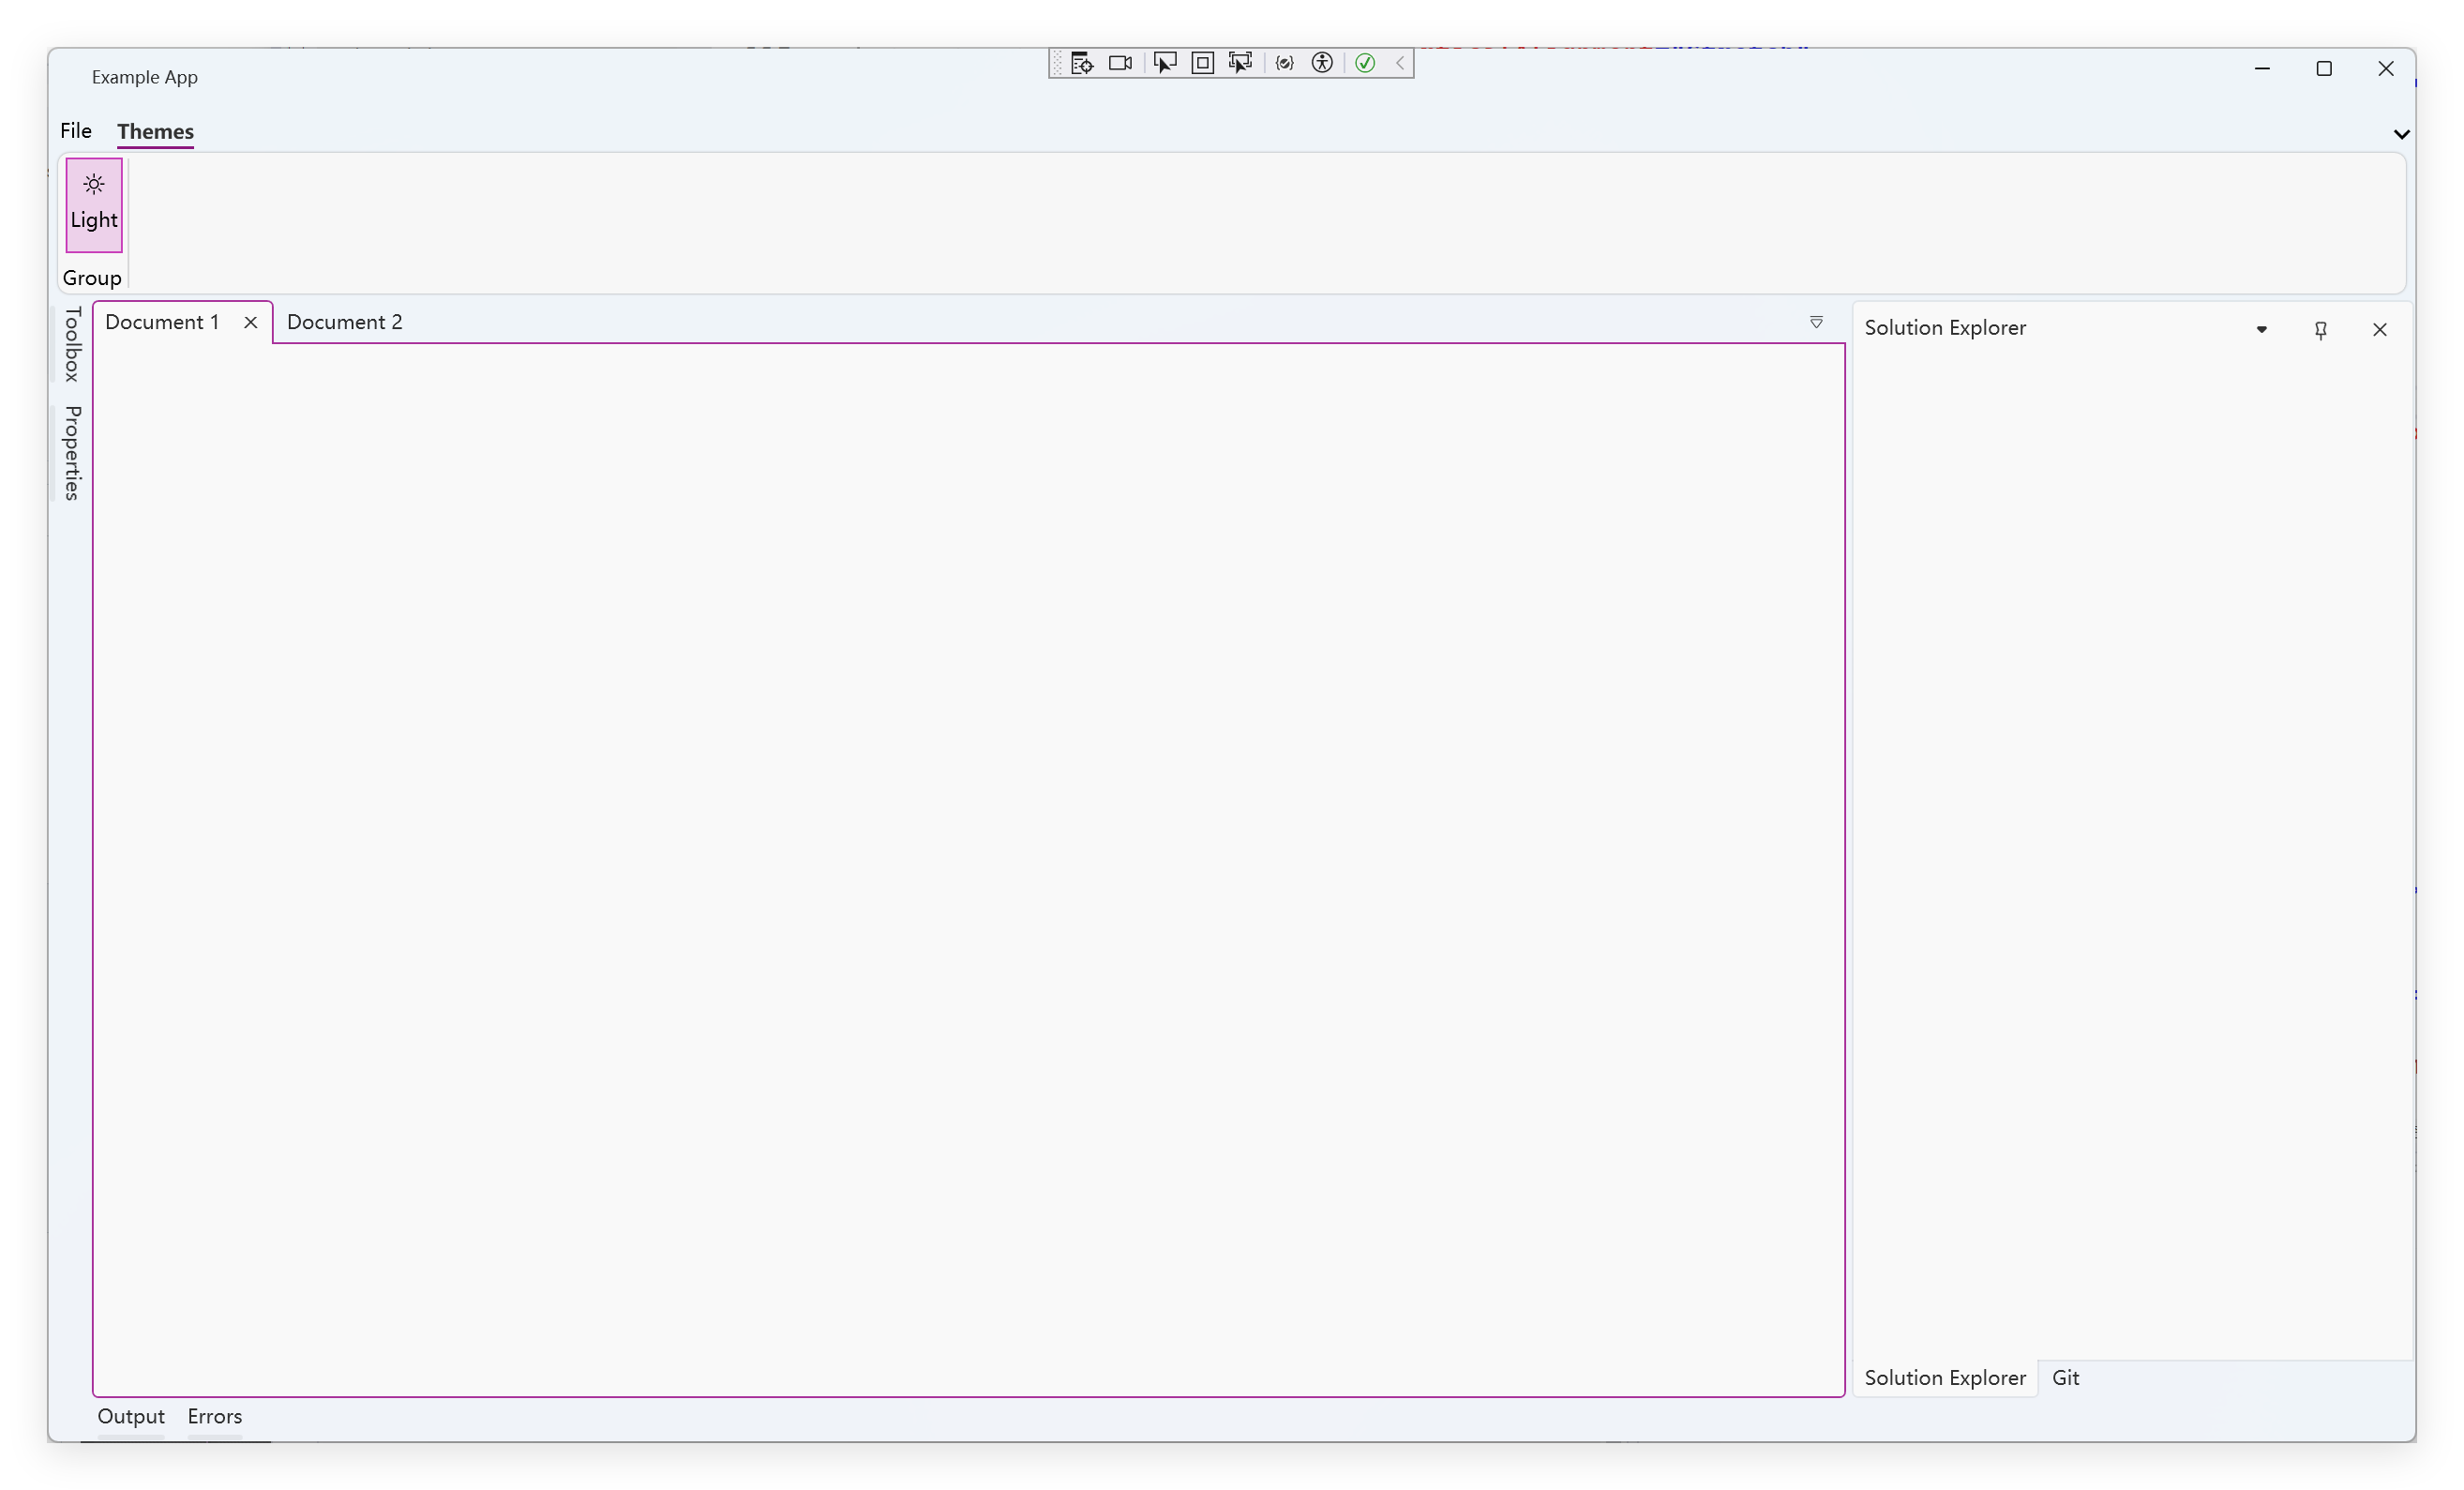 Example App
File Themes
Light
Group
Toolbox
Properties
Document 1 Document 2
Solution Explorer
Solution Explorer Git
Output Errors